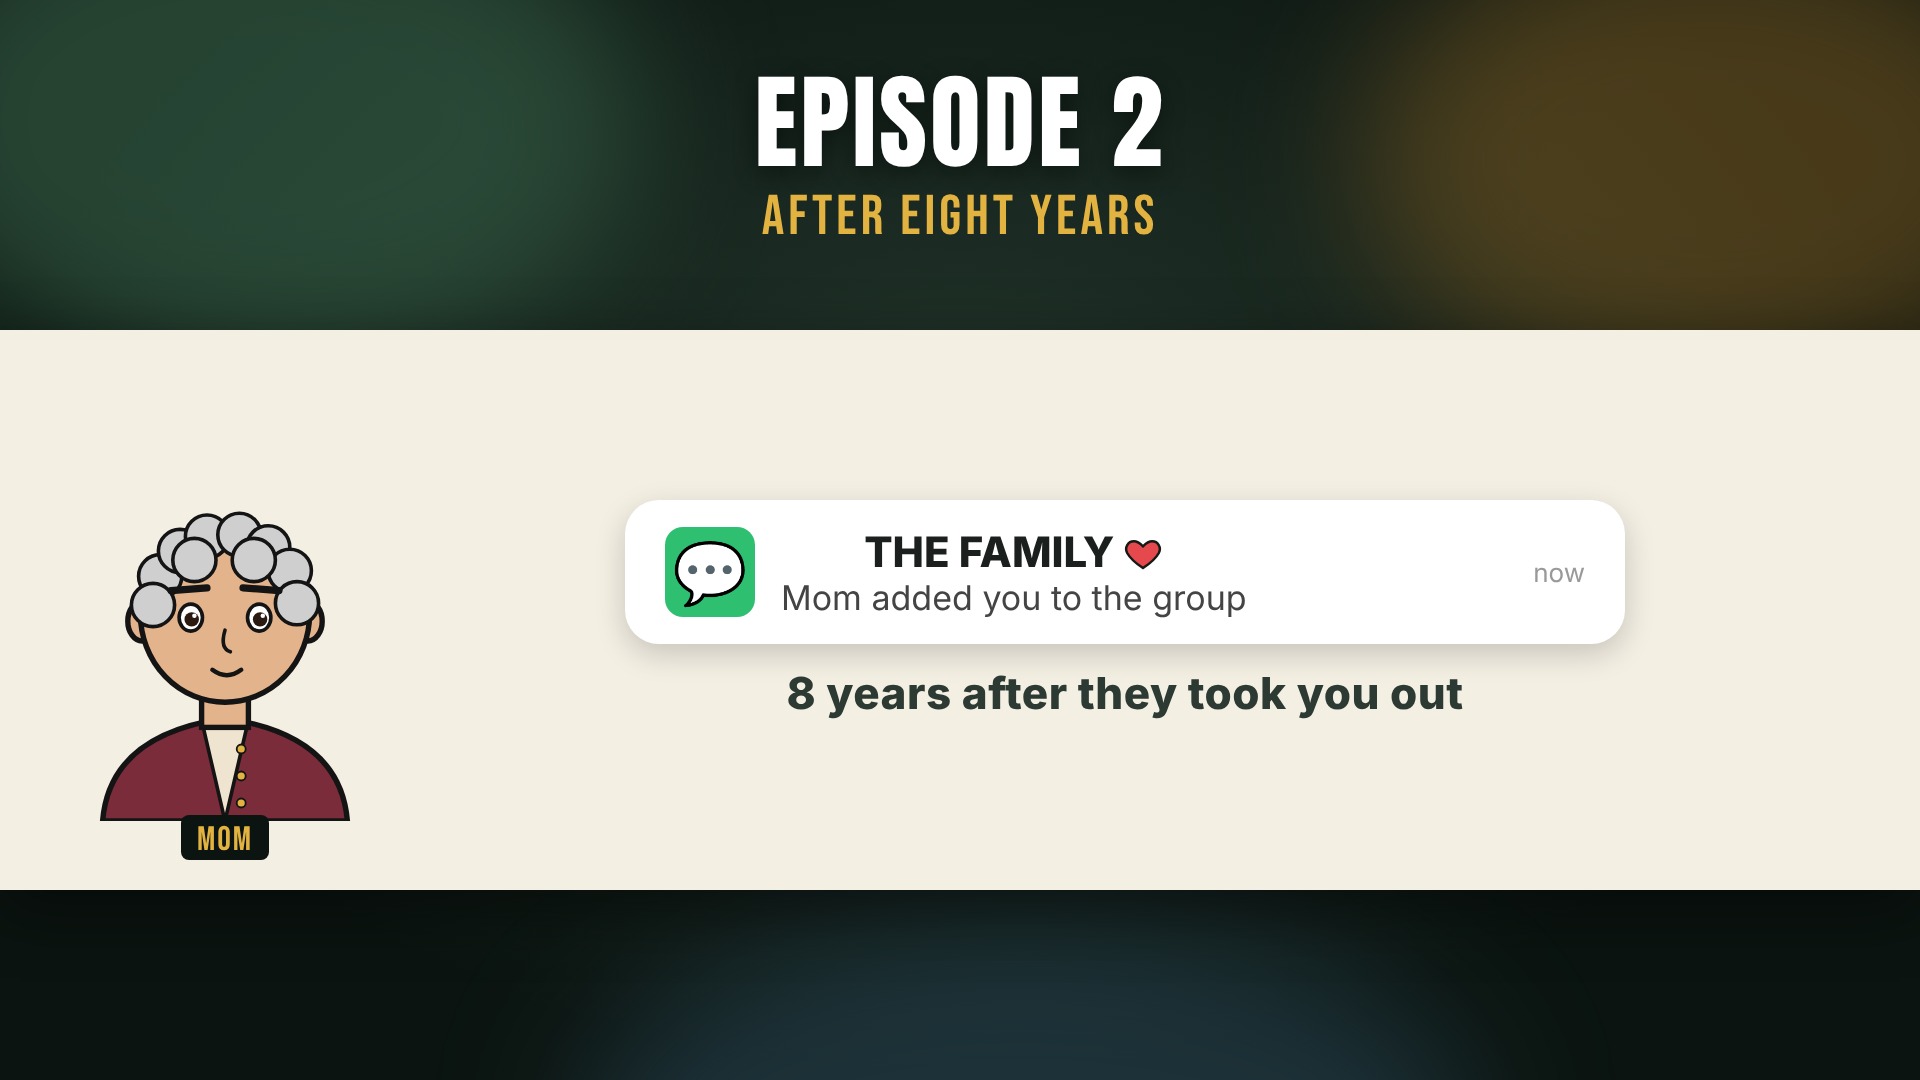 EPISODE 2
AFTER EIGHT YEARS
THE FAMILY ❤️
Mom added you to the group
now
8 years after they took you out
MOM